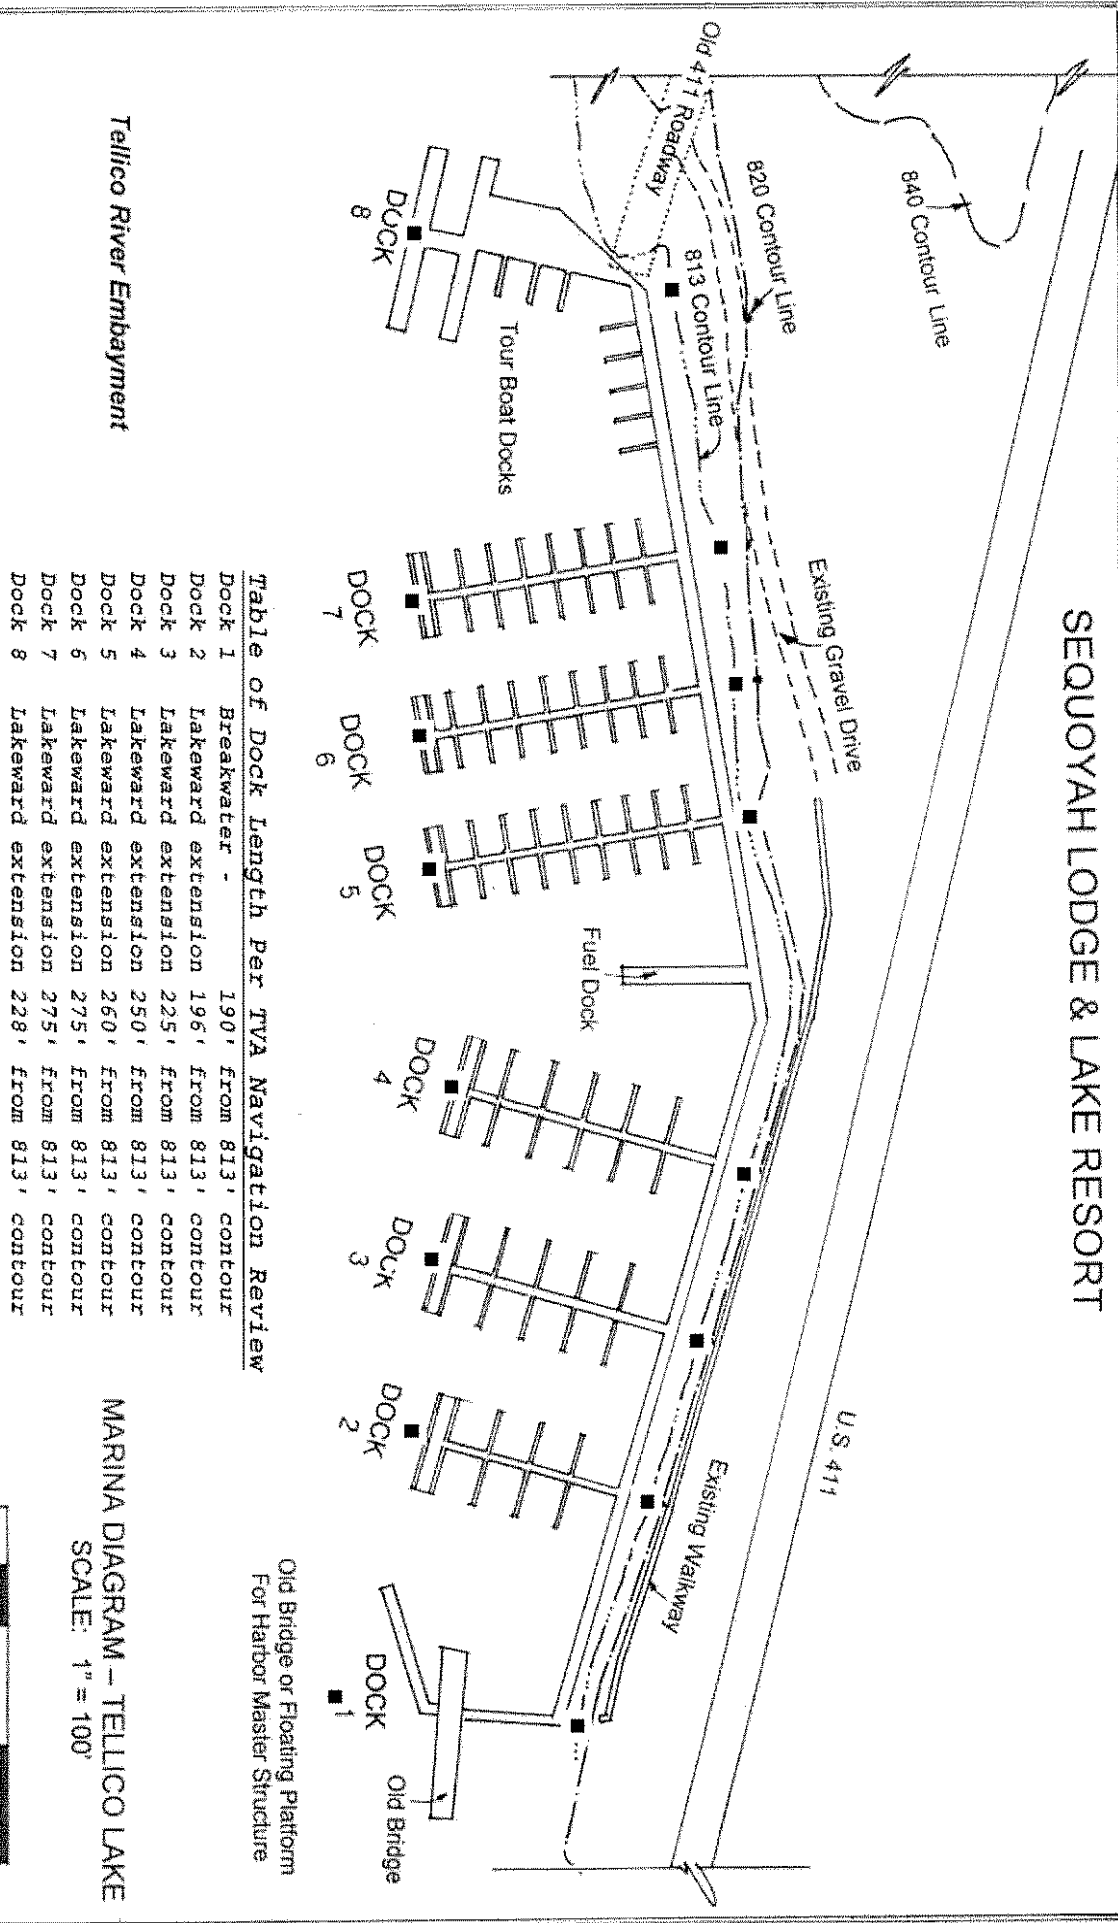 SEQUOYAH LODGE & LAKE RESORT
840 Contour Line
820 Contour Line
Old 411 Roadway
813 Contour Line
Existing Gravel Drive
U.S. 411
Existing Walkway
Tour Boat Docks
Fuel Dock
DOCK
8
DOCK
7
DOCK
6
DOCK
5
DOCK
4
DOCK
3
DOCK
2
DOCK
1
Old Bridge
Old Bridge or Floating Platform
For Harbor Master Structure
Tellico River Embayment
Table of Dock Length Per TVA Navigation Review
Dock 1 Breakwater - 190' from 813' contour
Dock 2 Lakeward extension 196' from 813' contour
Dock 3 Lakeward extension 225' from 813' contour
Dock 4 Lakeward extension 250' from 813' contour
Dock 5 Lakeward extension 260' from 813' contour
Dock 6 Lakeward extension 275' from 813' contour
Dock 7 Lakeward extension 275' from 813' contour
Dock 8 Lakeward extension 228' from 813' contour
MARINA DIAGRAM – TELLICO LAKE
SCALE: 1" = 100'